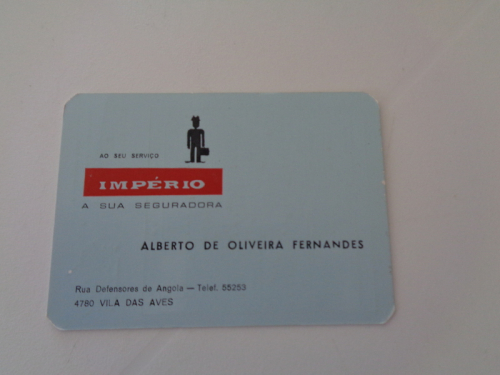 AO SEU SERVIÇO
IMPÉRIO
A SUA SEGURADORA
ALBERTO DE OLIVEIRA FERNANDES
Rua Defensores de Angola — Telef. 55253
4780 VILA DAS AVES